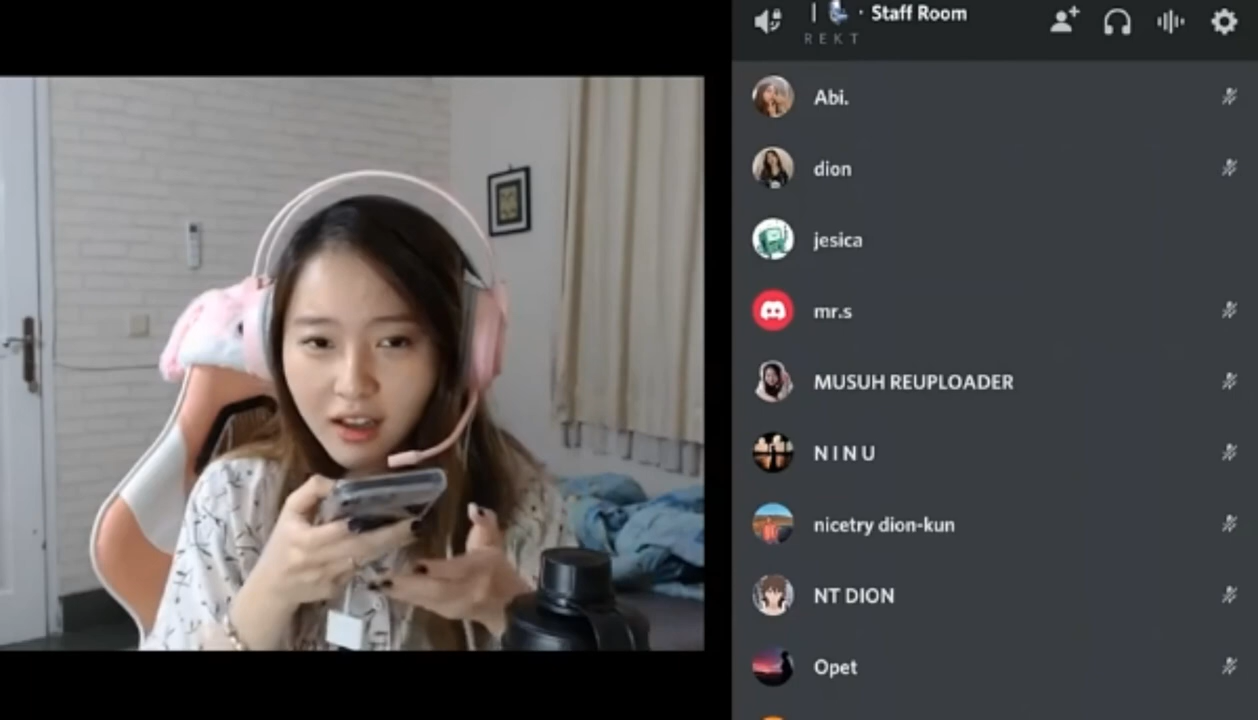 | · Staff Room
REKT
Abi.
dion
jesica
mr.s
MUSUH REUPLOADER
N I N U
nicetry dion-kun
NT DION
Opet